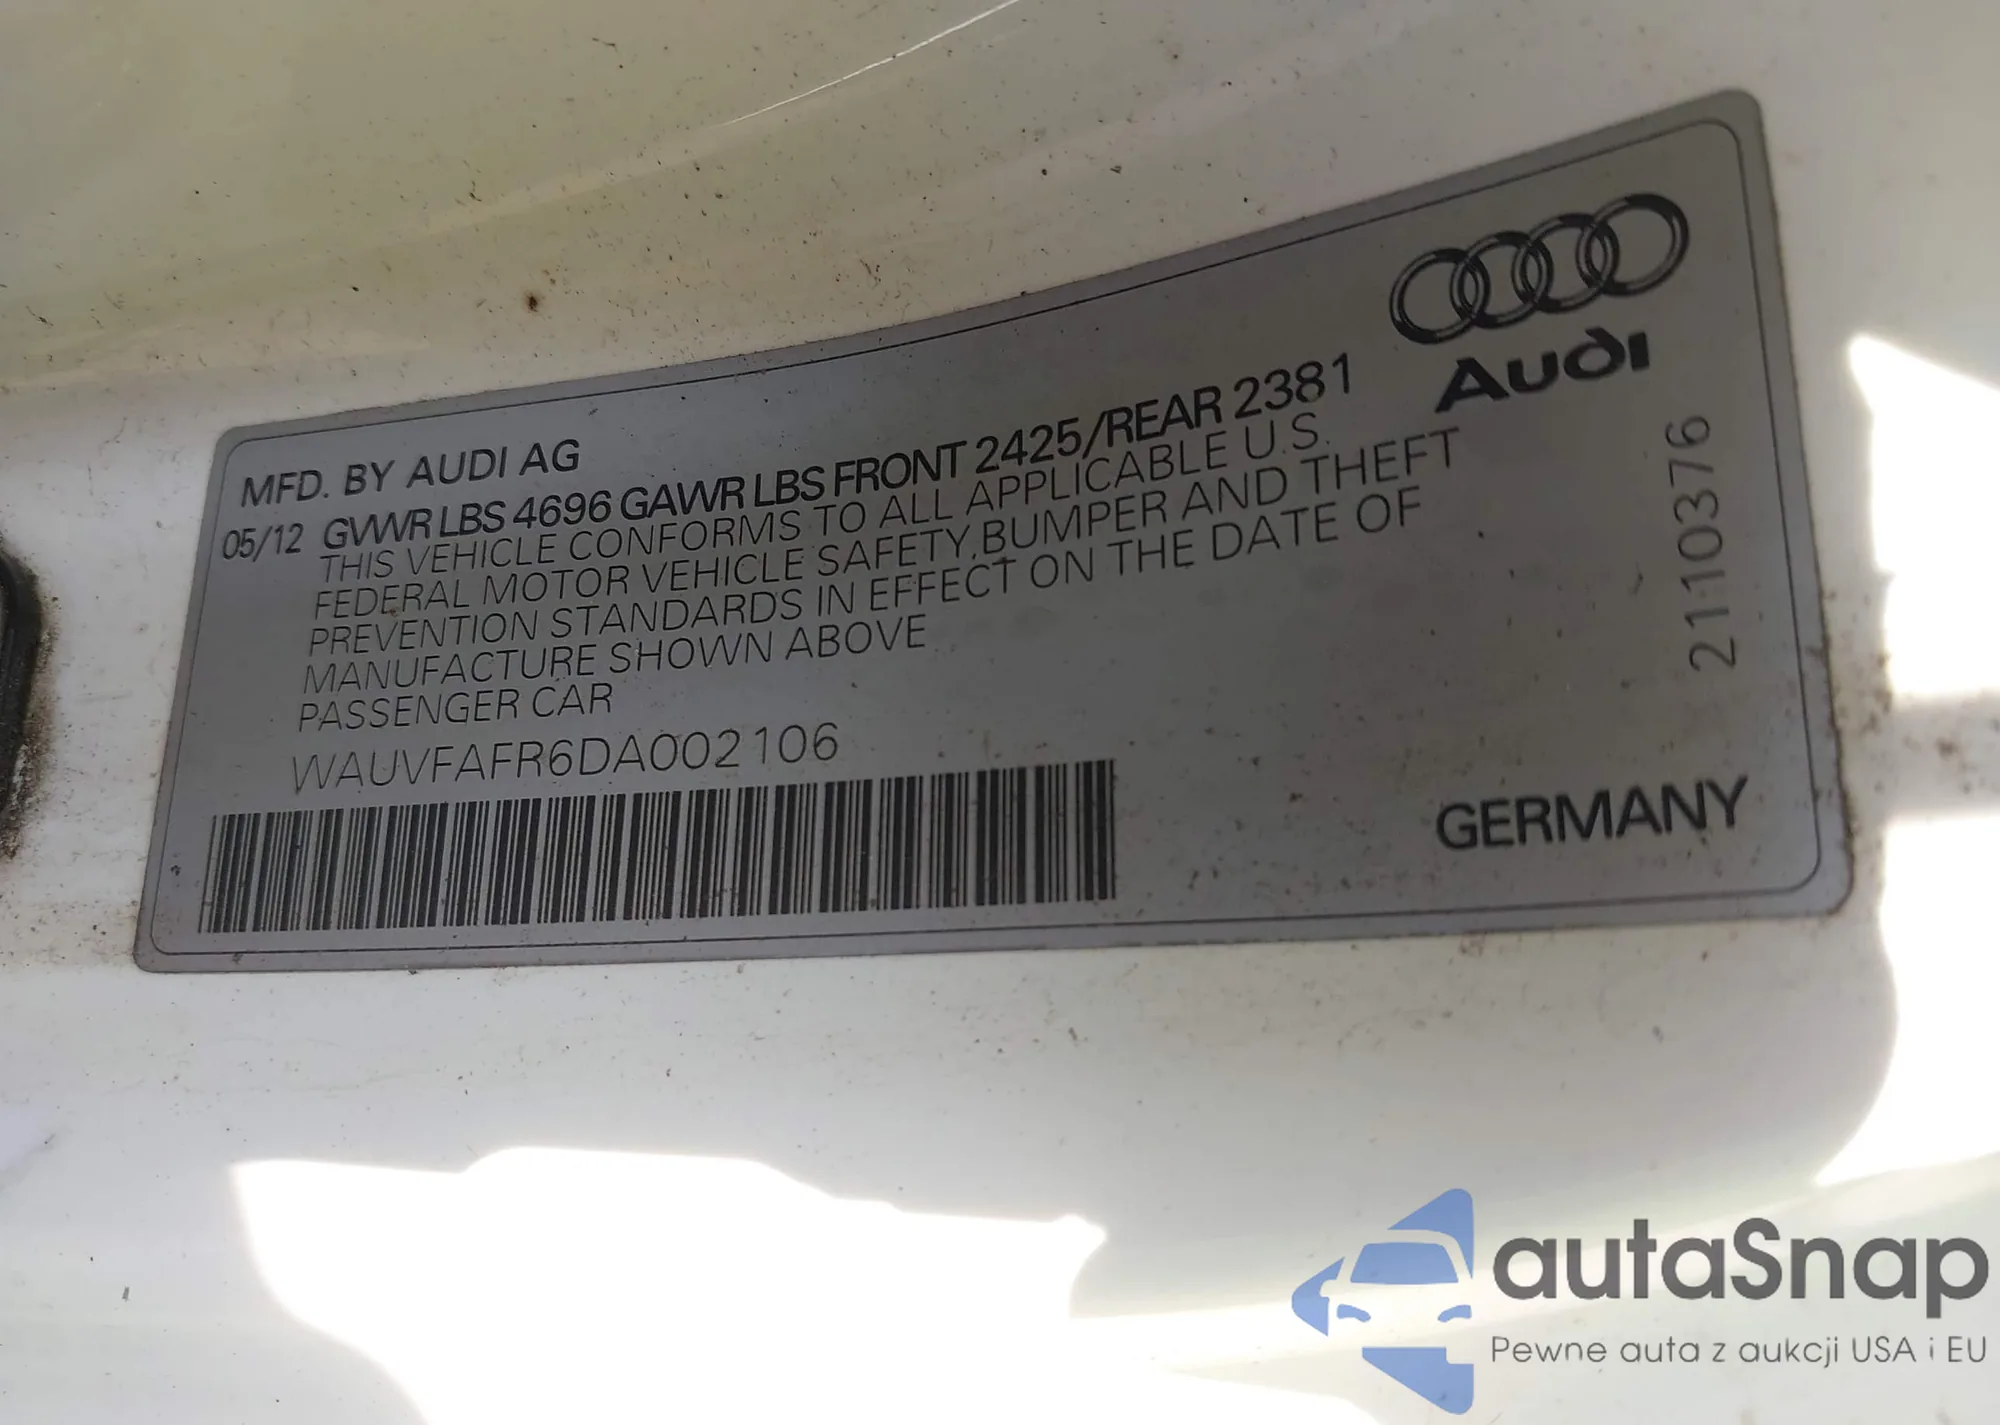 Audi
MFD. BY AUDI AG
05/12 GVWR LBS 4696 GAWR LBS FRONT 2425/REAR 2381
THIS VEHICLE CONFORMS TO ALL APPLICABLE U.S.
FEDERAL MOTOR VEHICLE SAFETY,BUMPER AND THEFT
PREVENTION STANDARDS IN EFFECT ON THE DATE OF
MANUFACTURE SHOWN ABOVE
PASSENGER CAR
WAUVFAFR6DA002106
2110376
GERMANY
autaSnap
Pewne auta z aukcji USA i EU